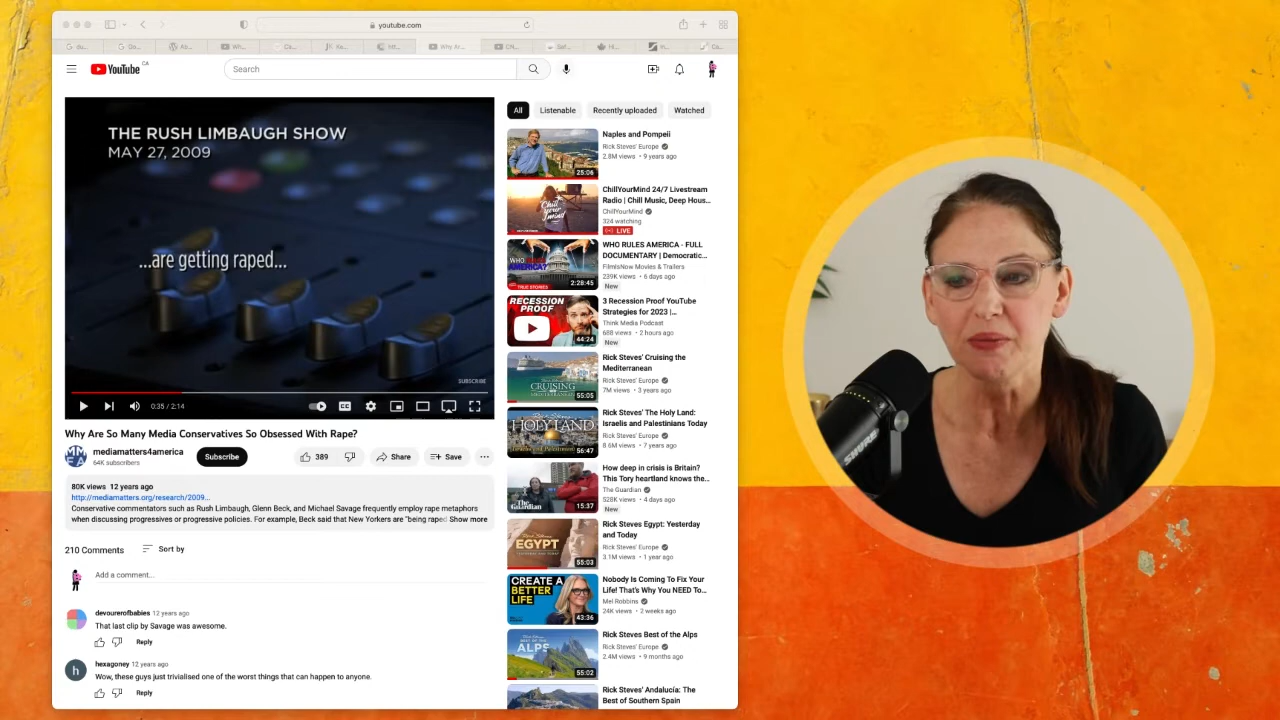 youtube.com
YouTube CA
Search
THE RUSH LIMBAUGH SHOW
MAY 27, 2009
...are getting raped...
SUBSCRIBE
0:35 / 2:14
Why Are So Many Media Conservatives So Obsessed With Rape?
mediamatters4america
64K subscribers
Subscribe
389
Share
Save
80K views 12 years ago
http://mediamatters.org/research/2009...
Conservative commentators such as Rush Limbaugh, Glenn Beck, and Michael Savage frequently employ rape metaphors
when discussing progressives or progressive policies. For example, Beck said that New Yorkers are "being raped Show more
210 Comments
Sort by
Add a comment...
devourerofbabies 12 years ago
That last clip by Savage was awesome.
Reply
h
hexagoney 12 years ago
Wow, these guys just trivialised one of the worst things that can happen to anyone.
Reply
All
Listenable
Recently uploaded
Watched
25:06
Naples and Pompeii
Rick Steves' Europe
2.8M views • 9 years ago
Chill Your Mind
ChillYourMind 24/7 Livestream
Radio | Chill Music, Deep Hous...
ChillYourMind
324 watching
LIVE
WHO RULES AMERICA?
TRUE STORIES
2:28:45
WHO RULES AMERICA - FULL
DOCUMENTARY | Democratic...
FilmIsNow Movies & Trailers
239K views • 6 days ago
New
RECESSION
PROOF
44:24
3 Recession Proof YouTube
Strategies for 2023 |...
Think Media Podcast
688 views • 2 hours ago
New
CRUISING
55:05
Rick Steves' Cruising the
Mediterranean
Rick Steves' Europe
7M views • 3 years ago
HOLY LAND
56:47
Rick Steves' The Holy Land:
Israelis and Palestinians Today
Rick Steves' Europe
8.6M views • 7 years ago
The Guardian
15:37
How deep in crisis is Britain?
This Tory heartland knows the...
The Guardian
528K views • 4 days ago
New
EGYPT
55:03
Rick Steves Egypt: Yesterday
and Today
Rick Steves' Europe
3.1M views • 1 year ago
CREATE A
BETTER
LIFE
43:36
Nobody Is Coming To Fix Your
Life! That's Why You NEED To...
Mel Robbins
24K views • 2 weeks ago
ALPS
55:02
Rick Steves Best of the Alps
Rick Steves' Europe
2.4M views • 9 months ago
Rick Steves' Andalucía: The
Best of Southern Spain
SHURE